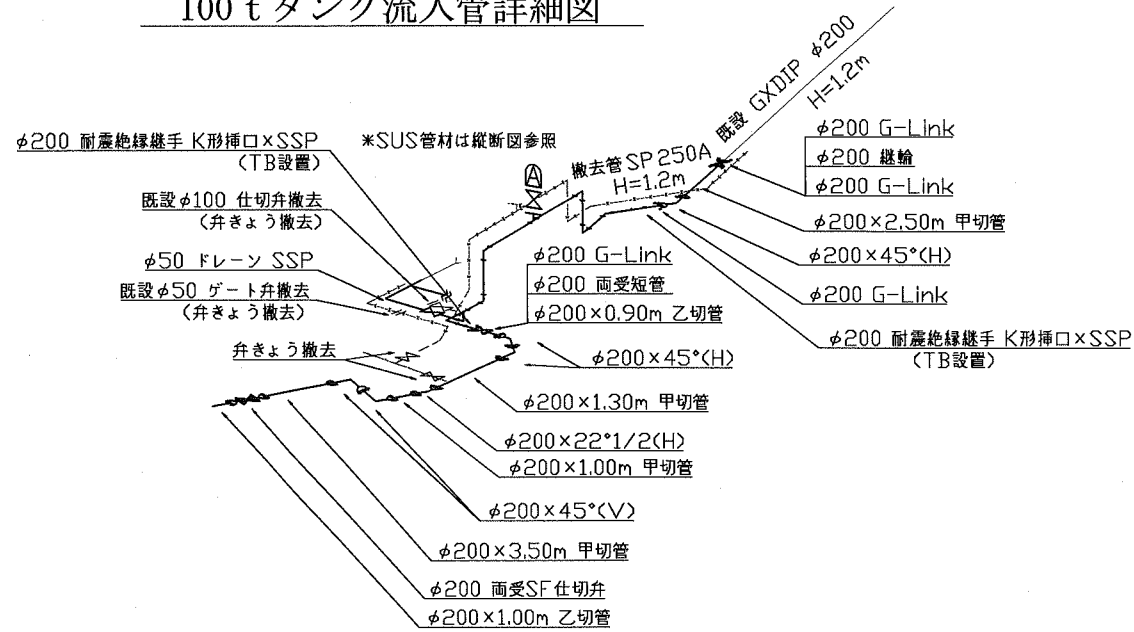 100tタンク流入管詳細図
既設 GXDIP φ200
H=1.2m
φ200 耐震絶縁継手 K形挿口×SSP
(TB設置)
*SUS管材は縦断図参照
撤去管SP250A
H=1.2m
A
φ200 G-Link
φ200 継輪
φ200 G-Link
既設φ100 仕切弁撤去
(弁きょう撤去)
φ200×2.50m 甲切管
φ50 ドレーン SSP
φ200 G-Link
φ200×45°(H)
既設φ50 ゲート弁撤去
(弁きょう撤去)
φ200 両受短管
φ200 G-Link
φ200×0.90m 乙切管
φ200 耐震絶縁継手 K形挿口×SSP
(TB設置)
弁きょう撤去
φ200×45°(H)
φ200×1.30m 甲切管
φ200×22°1/2(H)
φ200×1.00m 甲切管
φ200×45°(V)
φ200×3.50m 甲切管
φ200 両受SF仕切弁
φ200×1.00m 乙切管